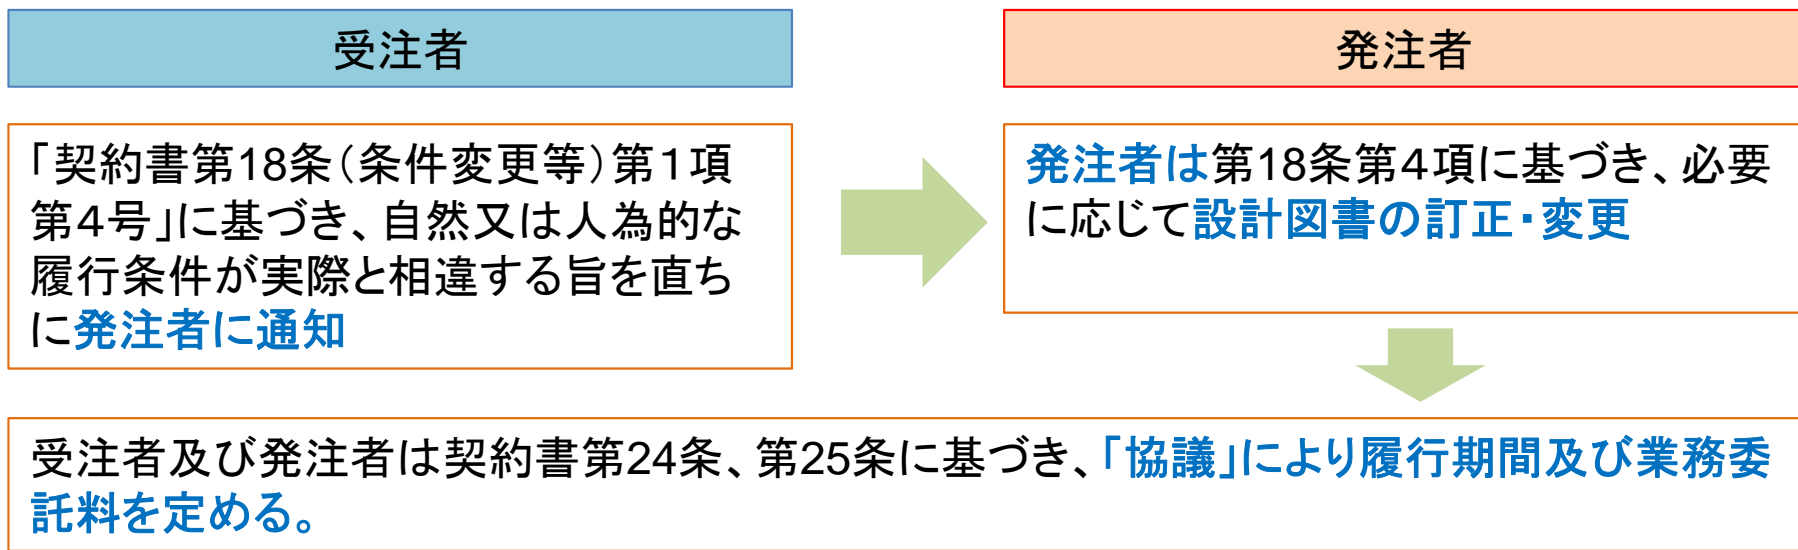 受注者
発注者
「契約書第18条（条件変更等）第１項
第４号」に基づき、自然又は人為的な
履行条件が実際と相違する旨を直ち
に発注者に通知
発注者は第18条第４項に基づき、必要
に応じて設計図書の訂正・変更
受注者及び発注者は契約書第24条、第25条に基づき、「協議」により履行期間及び業務委
託料を定める。